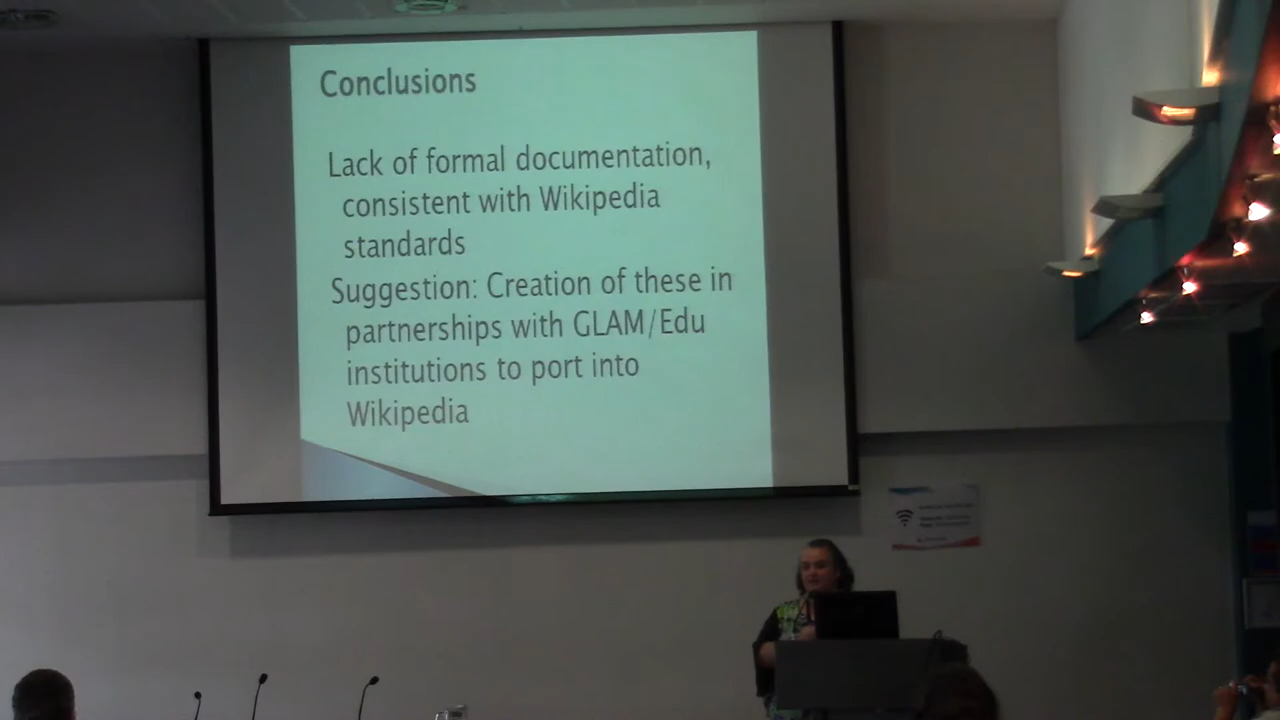 Conclusions
Lack of formal documentation,
consistent with Wikipedia
standards
Suggestion: Creation of these in
partnerships with GLAM/Edu
institutions to port into
Wikipedia